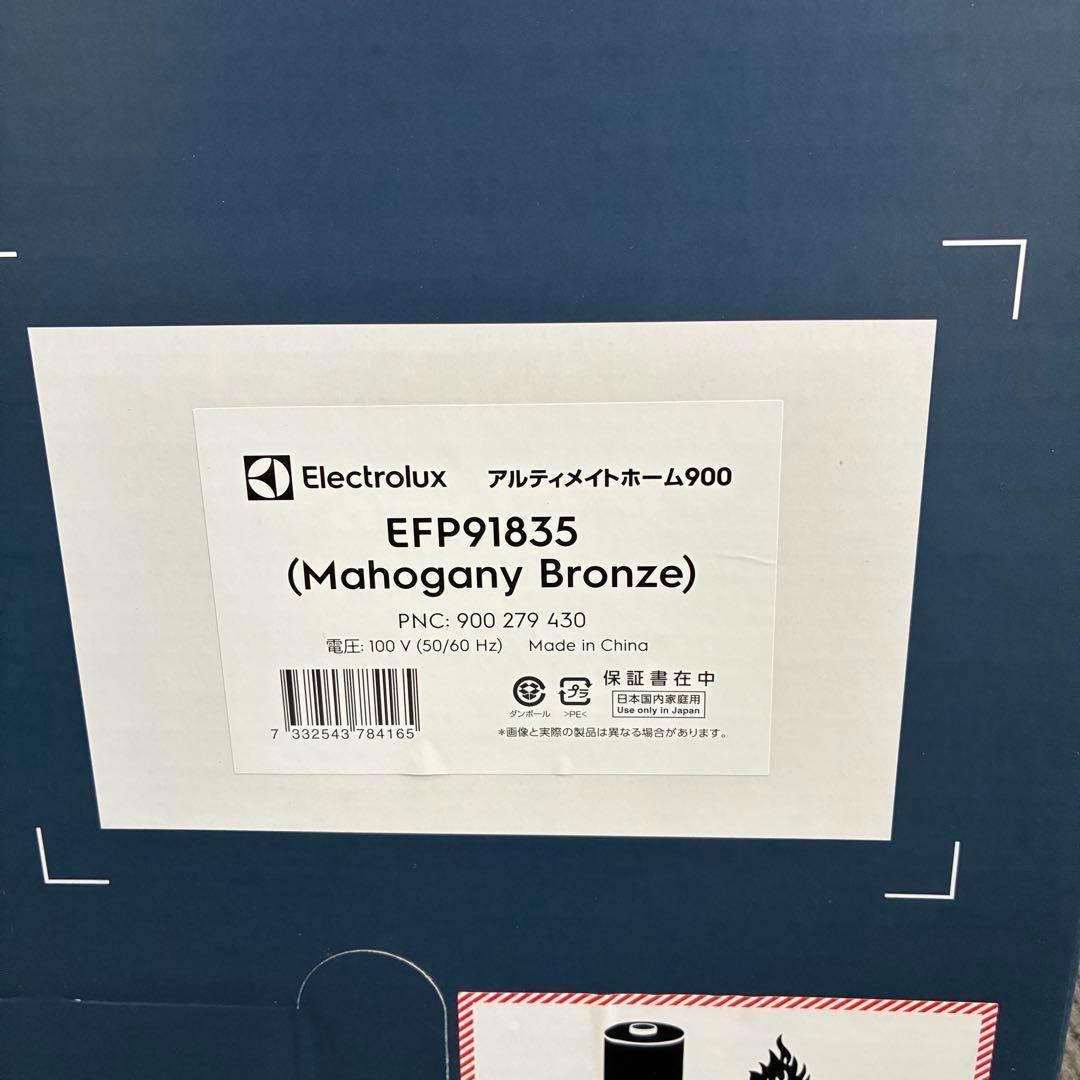 Electrolux アルティメイトホーム900
EFP91835
(Mahogany Bronze)
PNC: 900 279 430
電圧: 100 V (50/60 Hz) Made in China
保証書在中
プラ
日本国内家庭用
Use only in Japan
ダンボール >PE<
7 332543 784165
*画像と実際の製品は異なる場合があります。